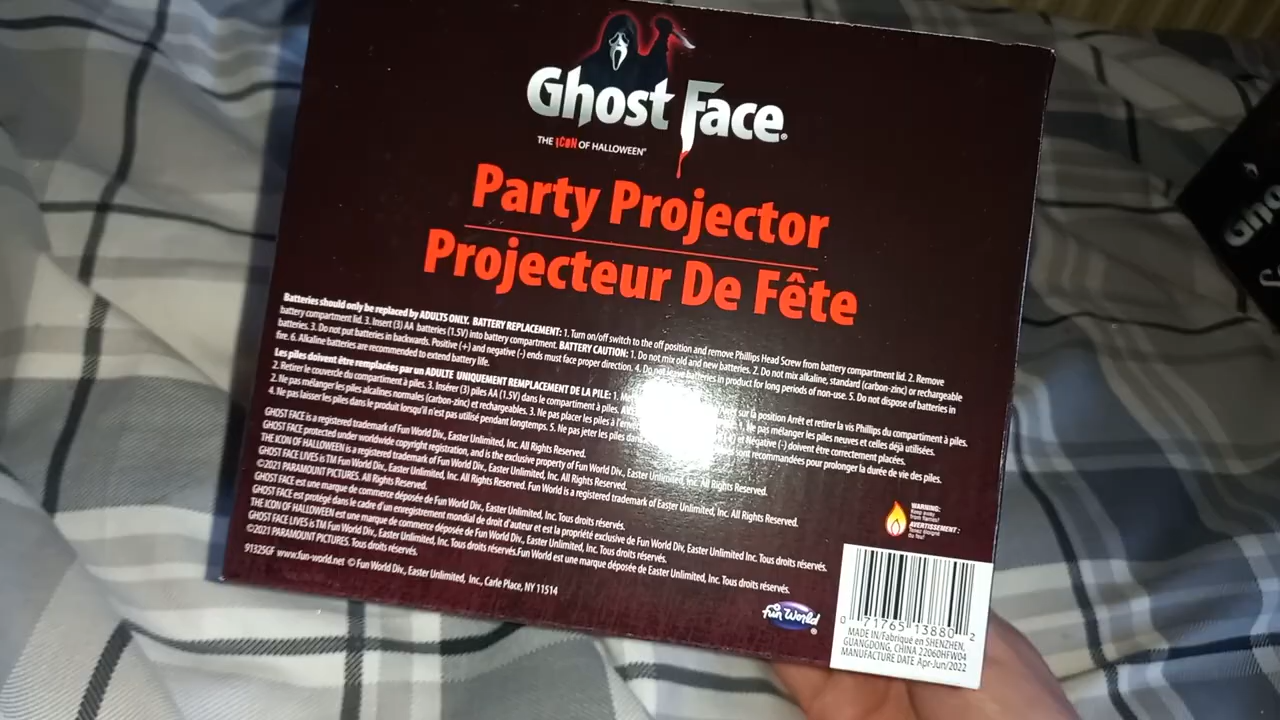 Ghost Face®
THE ICON OF HALLOWEEN®
Party Projector
Projecteur De Fête
Batteries should only be replaced by ADULTS ONLY. BATTERY REPLACEMENT: 1. Turn on/off switch to the off position and remove Phillips Head Screw from battery compartment lid. 2. Remove
battery compartment lid. 3. Insert (3) AA batteries (1.5V) into battery compartment. BATTERY CAUTION: 1. Do not mix old and new batteries. 2. Do not mix alkaline, standard (carbon-zinc) or rechargeable
batteries. 3. Do not put batteries in backwards. Positive (+) and negative (-) ends must face proper direction. 4. Do not leave batteries in product for long periods of non-use. 5. Do not dispose of batteries in
fire. 6. Alkaline batteries are recommended to extend battery life.
Les piles doivent être remplacées par un ADULTE UNIQUEMENT REMPLACEMENT DE LA PILE: 1. sur la position Arrêt et retirer la vis Phillips du compartiment à piles.
2. Retirer le couvercle du compartiment à piles. 3. Insérer (3) piles AA (1.5V) dans le compartiment à piles. Ne pas mélanger les piles neuves et celles déjà utilisées.
2. Ne pas mélanger les piles alcalines normales (carbon-zinc) et rechargeables. 3. Ne pas placer les piles à et Négative (-) doivent être correctement placées.
4. Ne pas laisser les piles dans le produit lorsqu'il n'est pas utilisé pendant longtemps. 5. Ne pas jeter les piles dans sont recommandées pour prolonger la durée de vie des piles.
GHOST FACE is a registered trademark of Fun World Div., Easter Unlimited, Inc. All Rights Reserved.
GHOST FACE protected under worldwide copyright registration, and is the exclusive property of Fun World Div., Easter Unlimited, Inc. All Rights Reserved.
THE ICON OF HALLOWEEN is a registered trademark of Fun World Div., Easter Unlimited, Inc. All Rights Reserved.
GHOST FACE LIVES is TM Fun World Div., Easter Unlimited, Inc. All Rights Reserved. Fun World is a registered trademark of Easter Unlimited, Inc. All Rights Reserved.
©2021 PARAMOUNT PICTURES. All Rights Reserved.
GHOST FACE est une marque de commerce déposée de Fun World Div., Easter Unlimited, Inc. Tous droits réservés.
GHOST FACE est protégé dans le cadre d'un enregistrement mondial de droit d'auteur et est la propriété exclusive de Fun World Div, Easter Unlimited Inc. Tous droits réservés.
THE ICON OF HALLOWEEN est une marque de commerce déposée de Fun World Div., Easter Unlimited, Inc. Tous droits réservés.
GHOST FACE LIVES is TM Fun World Div., Easter Unlimited, Inc. Tous droits réservés.Fun World est une marque déposée de Easter Unlimited, Inc. Tous droits réservés.
©2021 PARAMOUNT PICTURES. Tous droits réservés.
91325GF www.fun-world.net © Fun World Div., Easter Unlimited, Inc., Carle Place, NY 11514
WARNING:
Keep away
from flames!
AVERTISSEMENT:
Tenez éloigné
du feu!
Fun World®
0 71765 13880 2
MADE IN/Fabriqué en SHENZHEN,
GUANGDONG, CHINA 22060HFW04
MANUFACTURE DATE Apr-Jun/2022